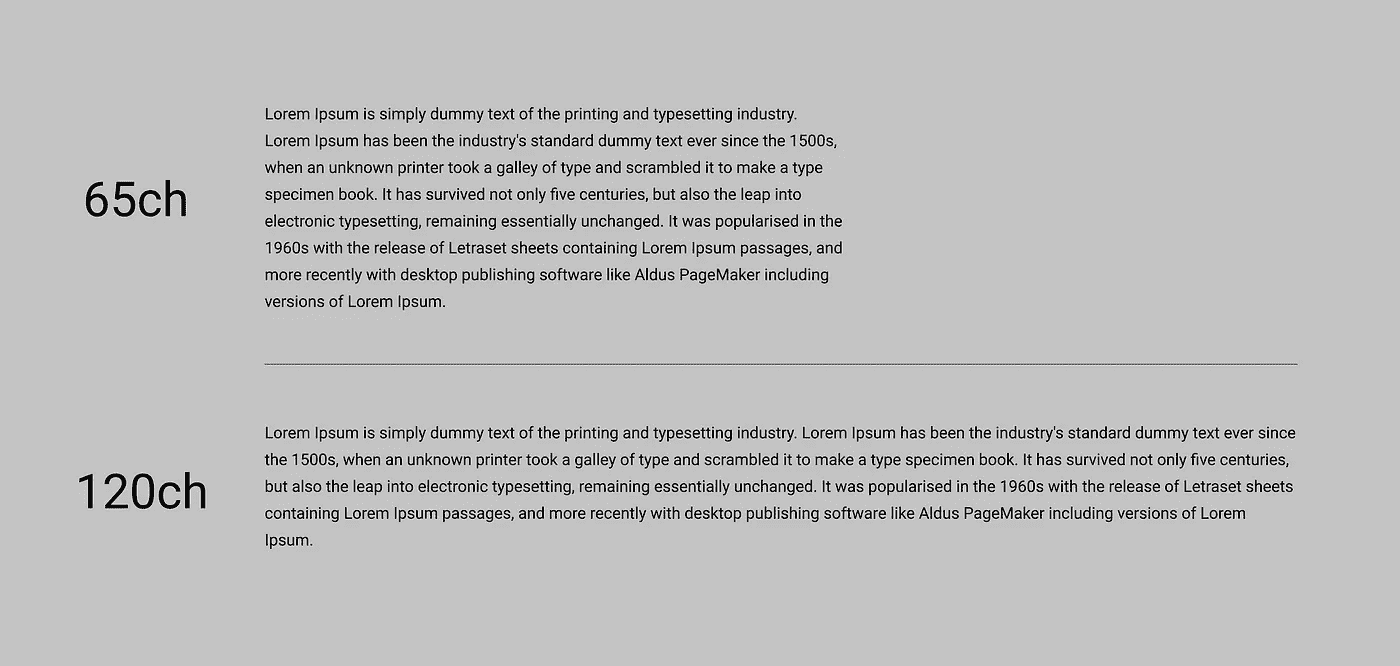 65ch
Lorem Ipsum is simply dummy text of the printing and typesetting industry.
Lorem Ipsum has been the industry's standard dummy text ever since the 1500s,
when an unknown printer took a galley of type and scrambled it to make a type
specimen book. It has survived not only five centuries, but also the leap into
electronic typesetting, remaining essentially unchanged. It was popularised in the
1960s with the release of Letraset sheets containing Lorem Ipsum passages, and
more recently with desktop publishing software like Aldus PageMaker including
versions of Lorem Ipsum.
120ch
Lorem Ipsum is simply dummy text of the printing and typesetting industry. Lorem Ipsum has been the industry's standard dummy text ever since
the 1500s, when an unknown printer took a galley of type and scrambled it to make a type specimen book. It has survived not only five centuries,
but also the leap into electronic typesetting, remaining essentially unchanged. It was popularised in the 1960s with the release of Letraset sheets
containing Lorem Ipsum passages, and more recently with desktop publishing software like Aldus PageMaker including versions of Lorem
Ipsum.